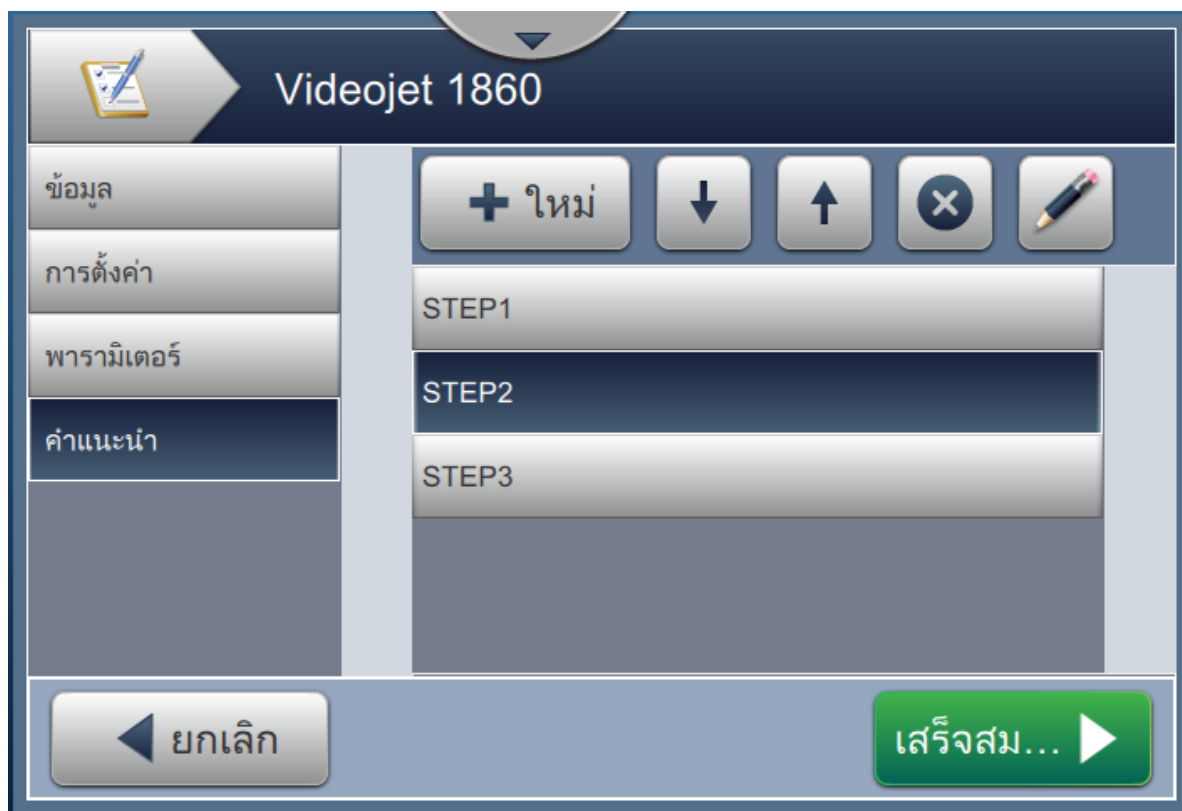 Videojet 1860
ข้อมูล
การตั้งค่า
พารามิเตอร์
คำแนะนำ
ใหม่
STEP1
STEP2
STEP3
ยกเลิก
เสร็จสม...